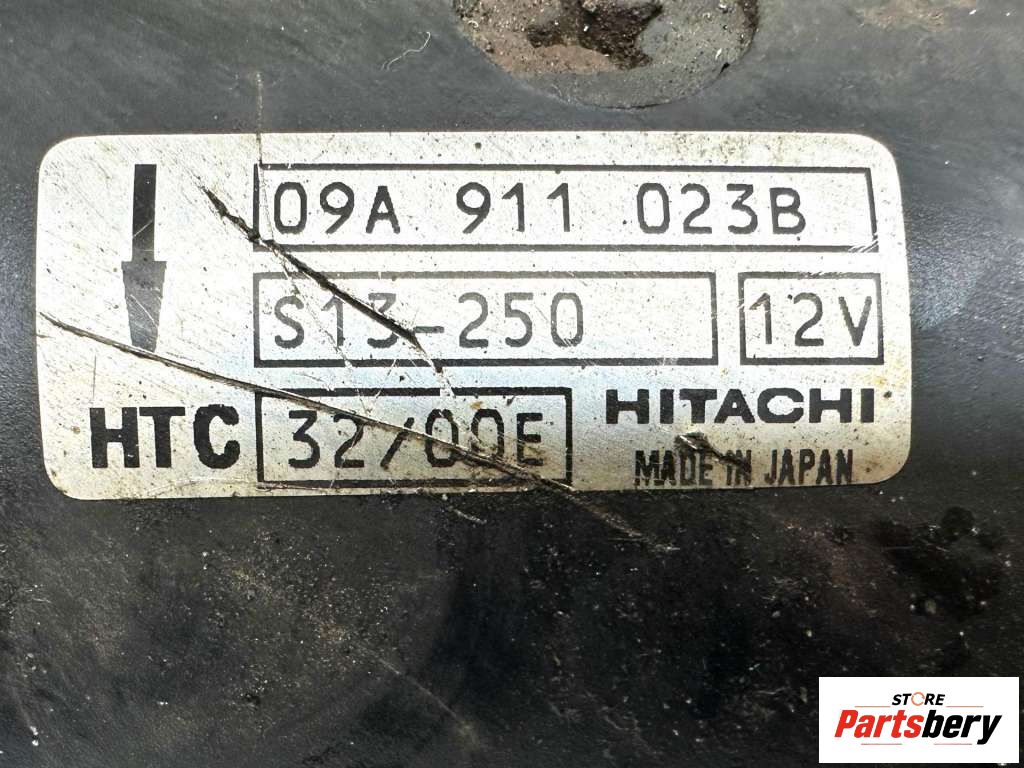 09A 911 023B
S13-250 12V
HTC 32/00E HITACHI
MADE IN JAPAN
STORE
Partsbery